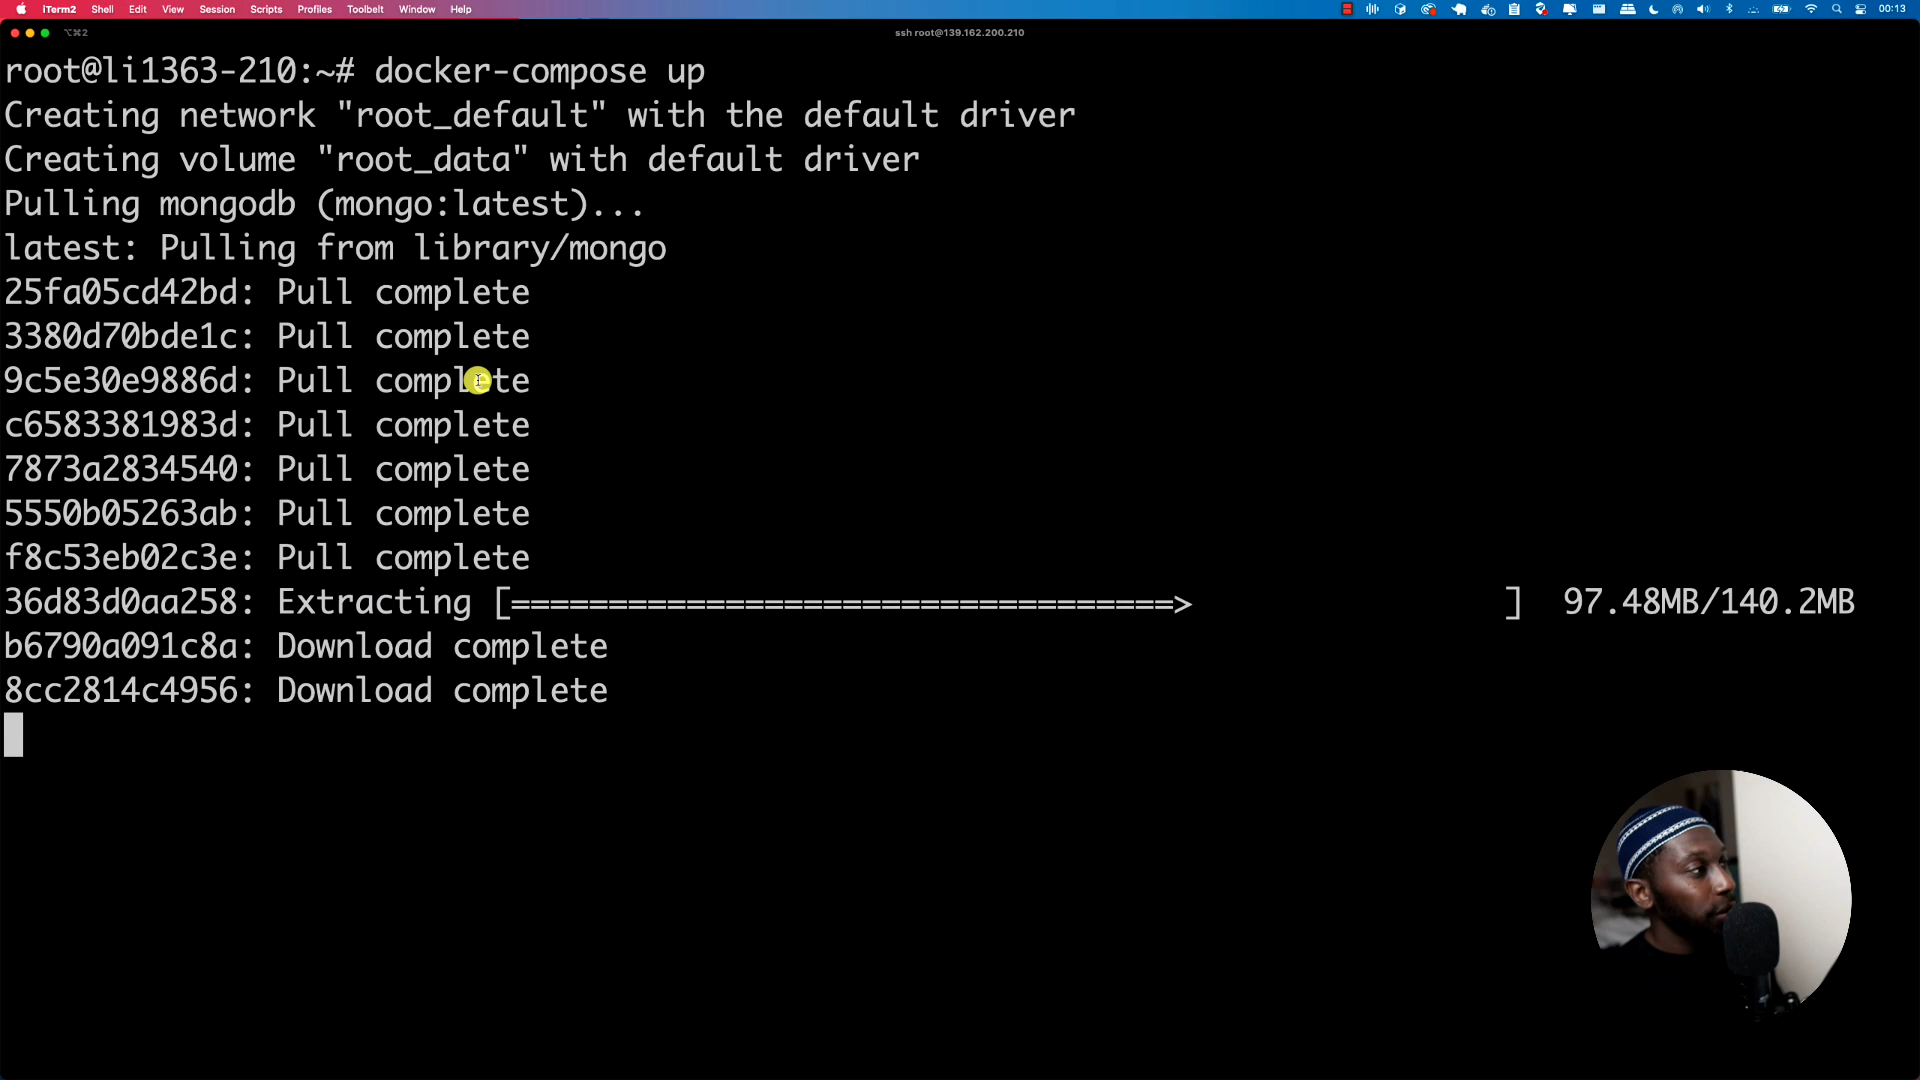 iTerm2 Shell Edit View Session Scripts Profiles Toolbelt Window Help 00:13
⌥⌘2 ssh root@139.162.200.210
root@li1363-210:~# docker-compose up
Creating network "root_default" with the default driver
Creating volume "root_data" with default driver
Pulling mongodb (mongo:latest)...
latest: Pulling from library/mongo
25fa05cd42bd: Pull complete
3380d70bde1c: Pull complete
9c5e30e9886d: Pull complete
c6583381983d: Pull complete
7873a2834540: Pull complete
5550b05263ab: Pull complete
f8c53eb02c3e: Pull complete
36d83d0aa258: Extracting [==================================> ] 97.48MB/140.2MB
b6790a091c8a: Download complete
8cc2814c4956: Download complete